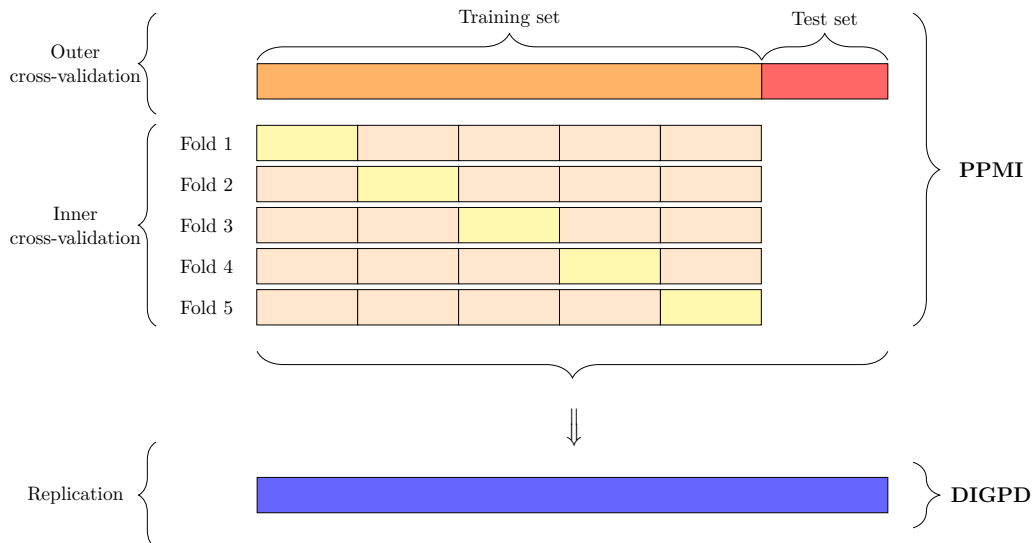 Training set
Test set
Outer
cross-validation
Fold 1
Fold 2
Fold 3
Fold 4
Fold 5
Inner
cross-validation
PPMI
Replication
DIGPD